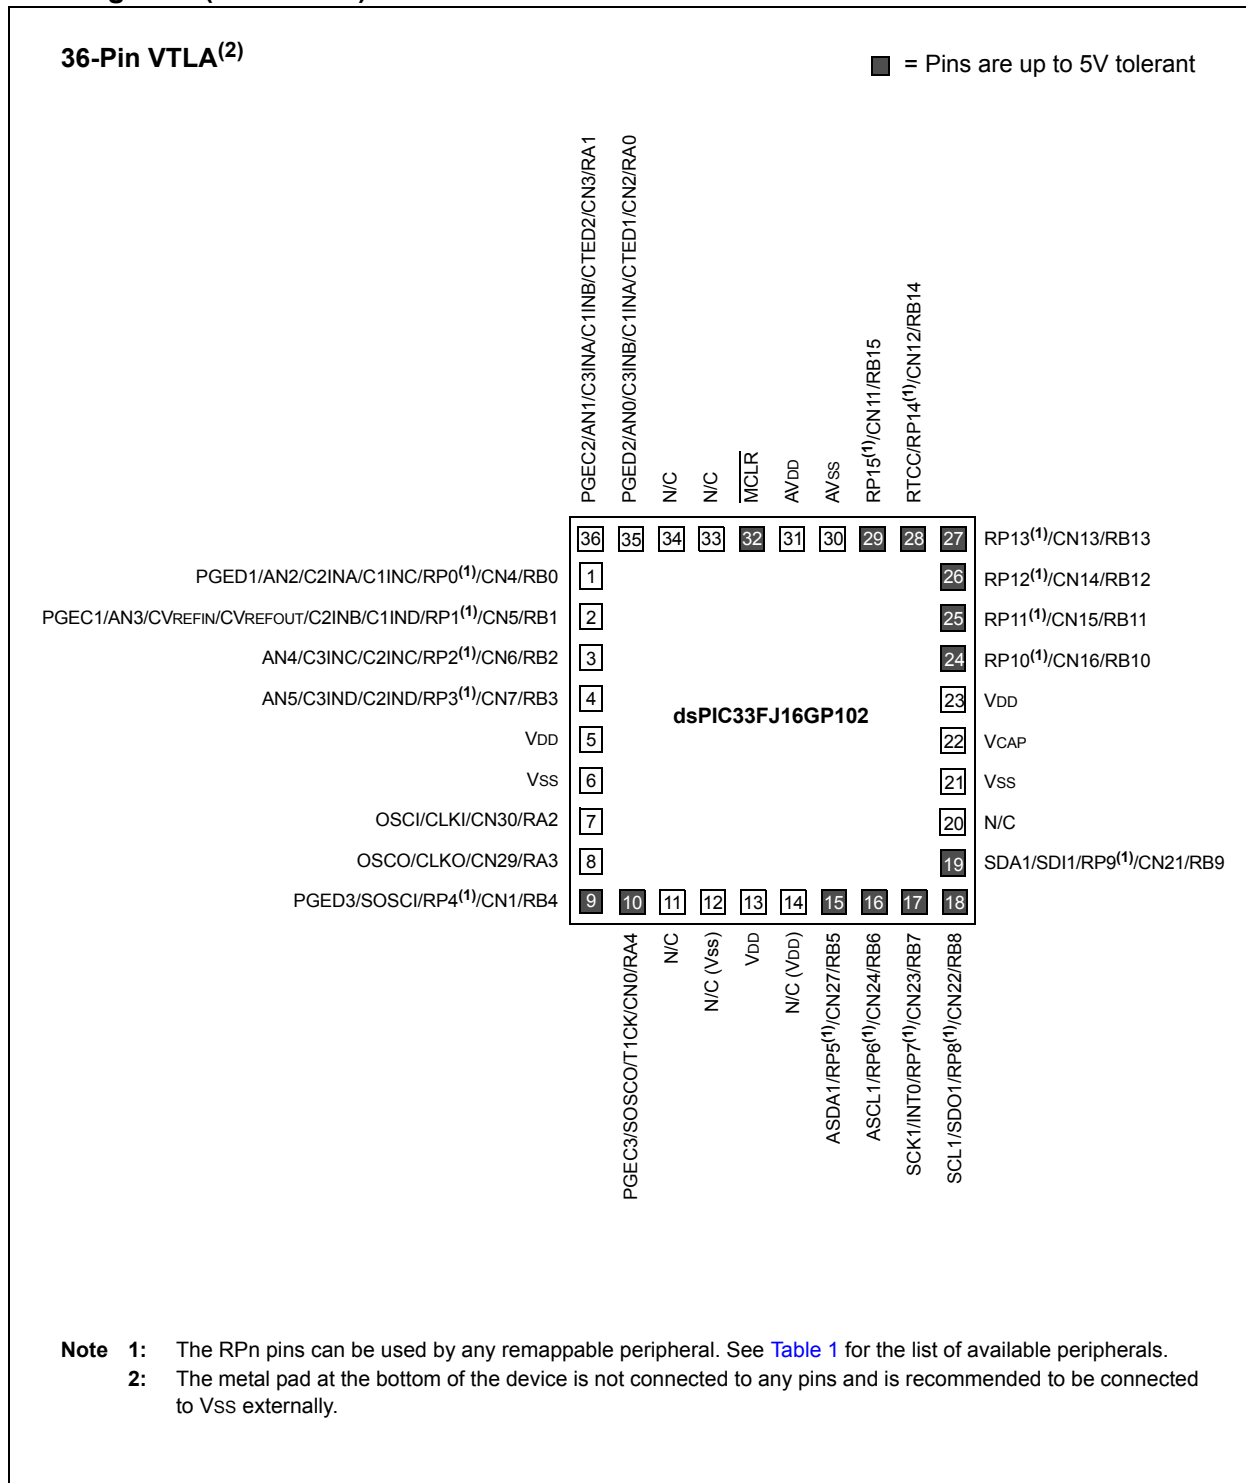 36-Pin VTLA(2)
= Pins are up to 5V tolerant
PGEC2/AN1/C3INA/C1INB/CTED2/CN3/RA1
PGED2/AN0/C3INB/C1INA/CTED1/CN2/RA0
N/C
N/C
MCLR
AVDD
AVSS
RP15(1)/CN11/RB15
RTCC/RP14(1)/CN12/RB14
36 35 34 33 32 31 30 29 28 27 RP13(1)/CN13/RB13
PGED1/AN2/C2INA/C1INC/RP0(1)/CN4/RB0 1 26 RP12(1)/CN14/RB12
PGEC1/AN3/CVREFIN/CVREFOUT/C2INB/C1IND/RP1(1)/CN5/RB1 2 25 RP11(1)/CN15/RB11
AN4/C3INC/C2INC/RP2(1)/CN6/RB2 3 24 RP10(1)/CN16/RB10
AN5/C3IND/C2IND/RP3(1)/CN7/RB3 4 23 VDD
dsPIC33FJ16GP102
VDD 5 22 VCAP
VSS 6 21 VSS
OSCI/CLKI/CN30/RA2 7 20 N/C
OSCO/CLKO/CN29/RA3 8 19 SDA1/SDI1/RP9(1)/CN21/RB9
PGED3/SOSCI/RP4(1)/CN1/RB4 9 10 11 12 13 14 15 16 17 18
PGEC3/SOSCO/T1CK/CN0/RA4
N/C
N/C (Vss)
VDD
N/C (VDD)
ASDA1/RP5(1)/CN27/RB5
ASCL1/RP6(1)/CN24/RB6
SCK1/INT0/RP7(1)/CN23/RB7
SCL1/SDO1/RP8(1)/CN22/RB8
Note 1: The RPn pins can be used by any remappable peripheral. See Table 1 for the list of available peripherals.
2: The metal pad at the bottom of the device is not connected to any pins and is recommended to be connected
to Vss externally.